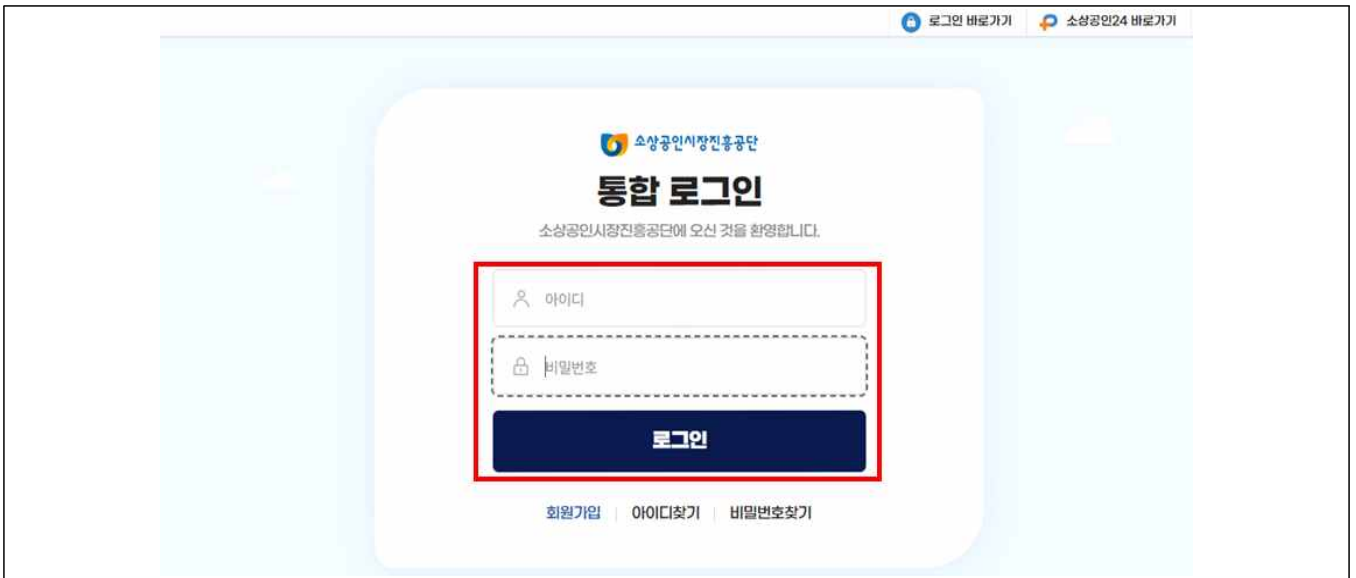 로그인 바로가기 소상공인24 바로가기
소상공인시장진흥공단
통합 로그인
소상공인시장진흥공단에 오신 것을 환영합니다.
아이디
비밀번호
로그인
회원가입 아이디찾기 비밀번호찾기